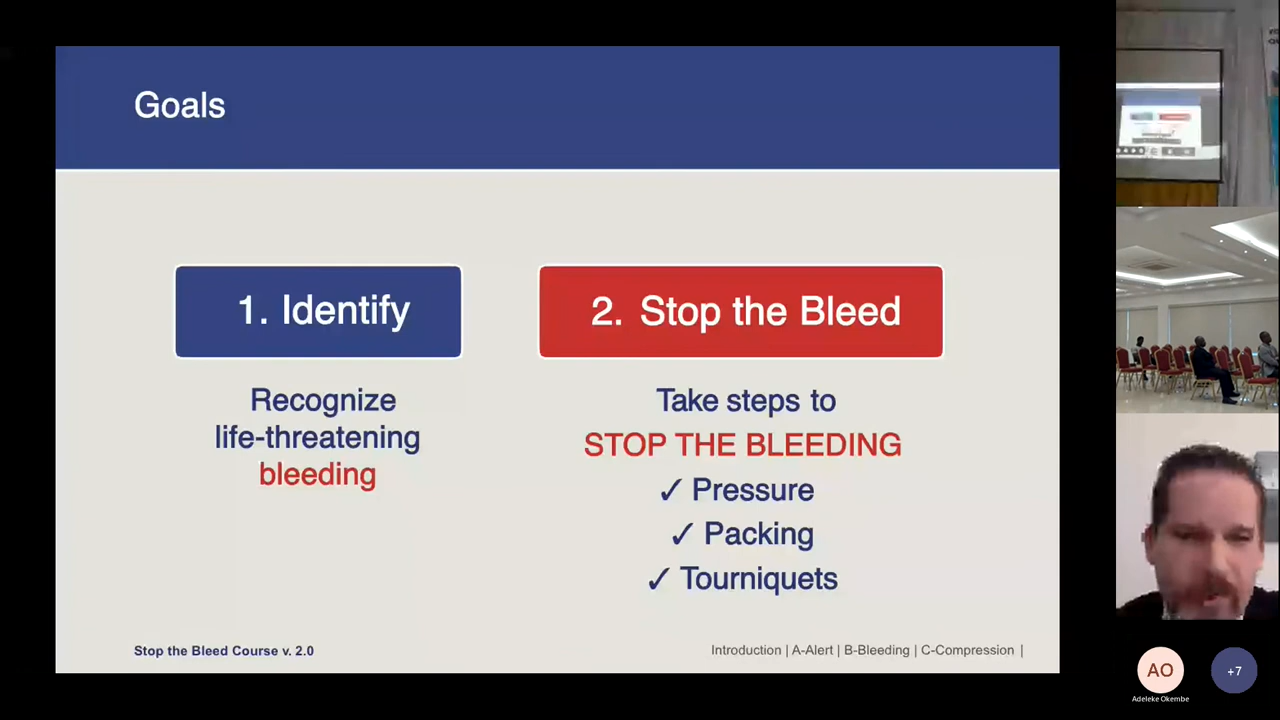 Goals
1. Identify
Recognize
life-threatening
bleeding
2. Stop the Bleed
Take steps to
STOP THE BLEEDING
✓ Pressure
✓ Packing
✓ Tourniquets
Stop the Bleed Course v. 2.0
Introduction | A-Alert | B-Bleeding | C-Compression |
AO
Adeleke Okembe
+7